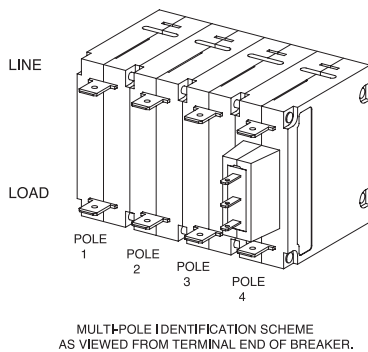 LINE
LOAD
POLE
1
POLE
2
POLE
3
POLE
4
MULTI-POLE IDENTIFICATION SCHEME
AS VIEWED FROM TERMINAL END OF BREAKER.